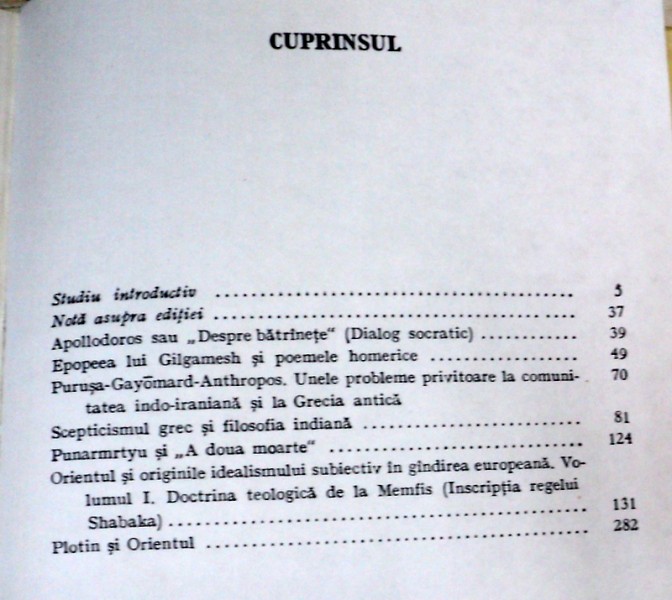 CUPRINSUL
Studiu introductiv ........................................ 5
Notă asupra ediției ........................................ 37
Apollodoros sau „Despre bătrînețe“ (Dialog socratic) ............ 39
Epopeea lui Gilgamesh și poemele homerice .................. 49
Purușa-Gayōmard-Anthropos. Unele probleme privitoare la comuni- 70
tatea indo-iraniană și la Grecia antică
Scepticismul grec și filosofia indiană ........................ 81
Punarmrtyu și „A doua moarte“ ............................ 124
Orientul și originile idealismului subiectiv în gîndirea europeană. Vo-
lumul I. Doctrina teologică de la Memfis (Inscripția regelui
Shabaka) .............................................. 131
Plotin și Orientul .......................................... 282